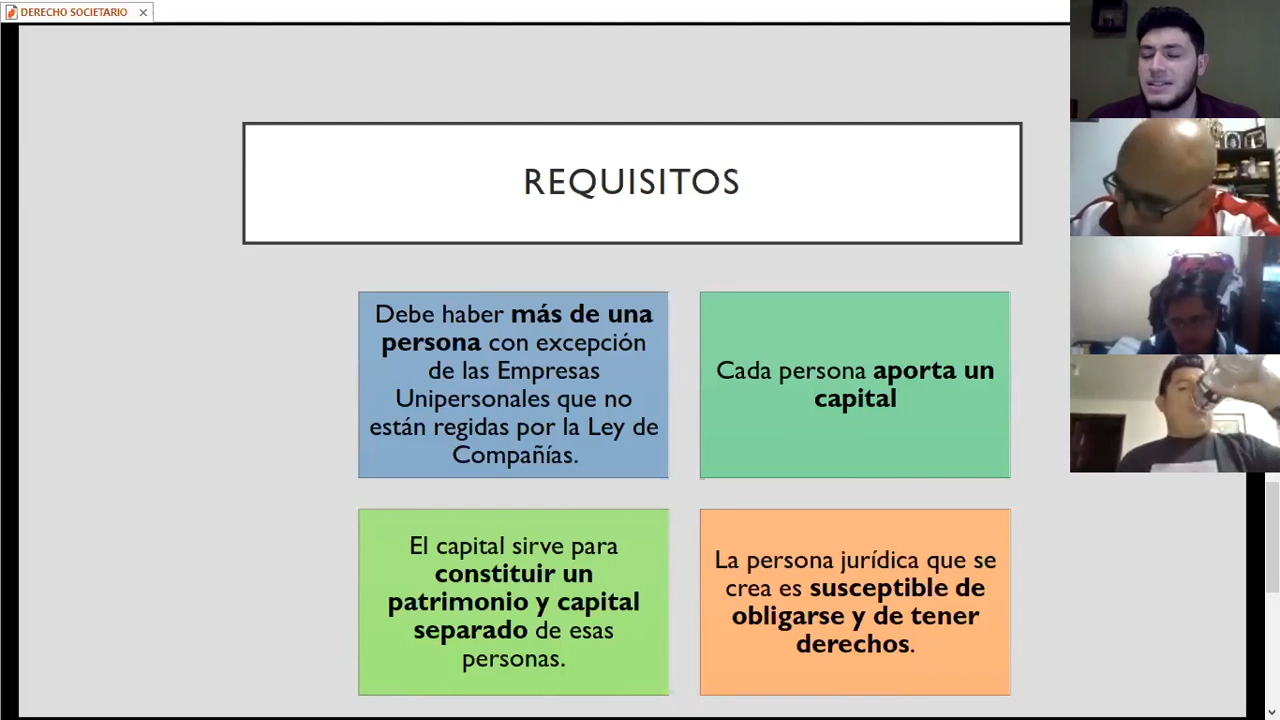 DERECHO SOCIETARIO
REQUISITOS
Debe haber más de una
persona con excepción
de las Empresas
Unipersonales que no
están regidas por la Ley de
Compañías.
Cada persona aporta un
capital
El capital sirve para
constituir un
patrimonio y capital
separado de esas
personas.
La persona jurídica que se
crea es susceptible de
obligarse y de tener
derechos.